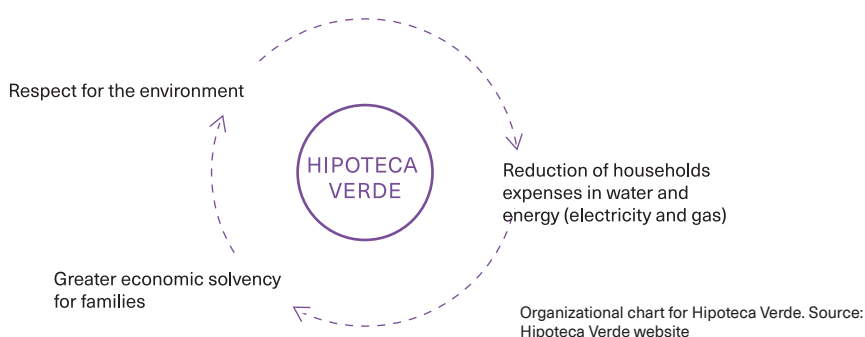 Respect for the environment
HIPOTECA
VERDE
Reduction of households
expenses in water and
energy (electricity and gas)
Greater economic solvency
for families
Organizational chart for Hipoteca Verde. Source:
Hipoteca Verde website